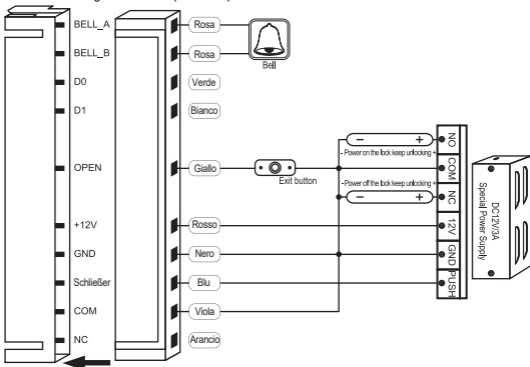 BELL_A
BELL_B
D0
D1
OPEN
+12V
GND
Schließer
COM
NC
Rosa
Rosa
Verde
Bianco
Giallo
Rosso
Nero
Blu
Viola
Arancio
Bell
Exit button
- +
- Power on the lock keep unlocking +
- Power off the lock keep unlocking +
- +
NO
COM
NC
12V
GND
PUSH
DC12V/3A
Special Power Supply